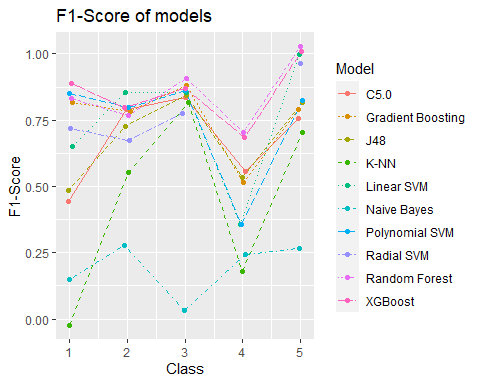 F1-Score of models
1.00
0.75
0.50
0.25
0.00
F1-Score
1 2 3 4 5
Class
Model
C5.0
Gradient Boosting
J48
K-NN
Linear SVM
Naive Bayes
Polynomial SVM
Radial SVM
Random Forest
XGBoost